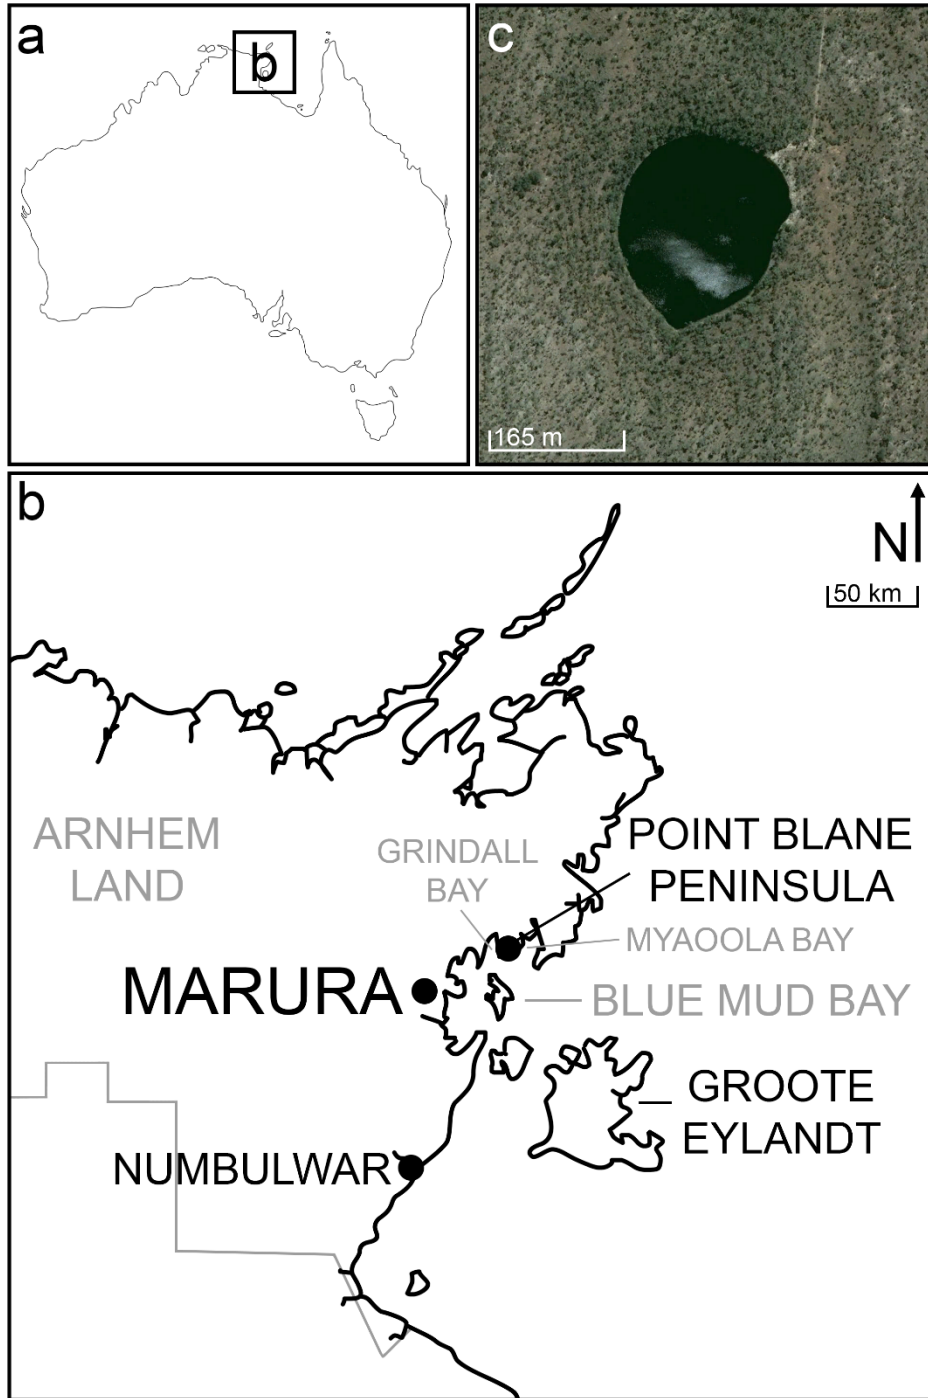 a
b
c
165 m
b
N
50 km
ARNHEM
LAND
GRINDALL
BAY
POINT BLANE
PENINSULA
MYAOOLA BAY
MARURA
BLUE MUD BAY
GROOTE
EYLANDT
NUMBULWAR